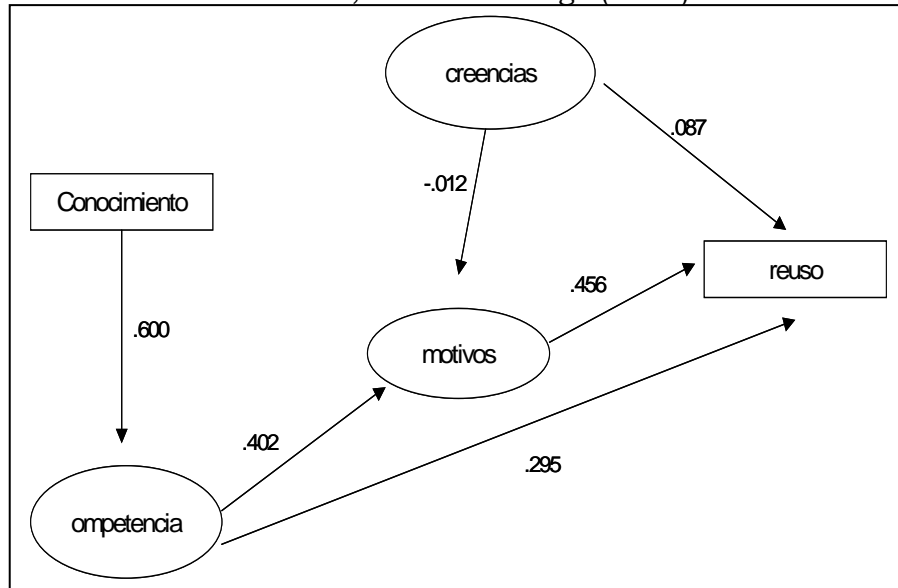 creencias
.087
-.012
Conocimiento
reuso
.456
.600
motivos
.402
.295
ompetencia